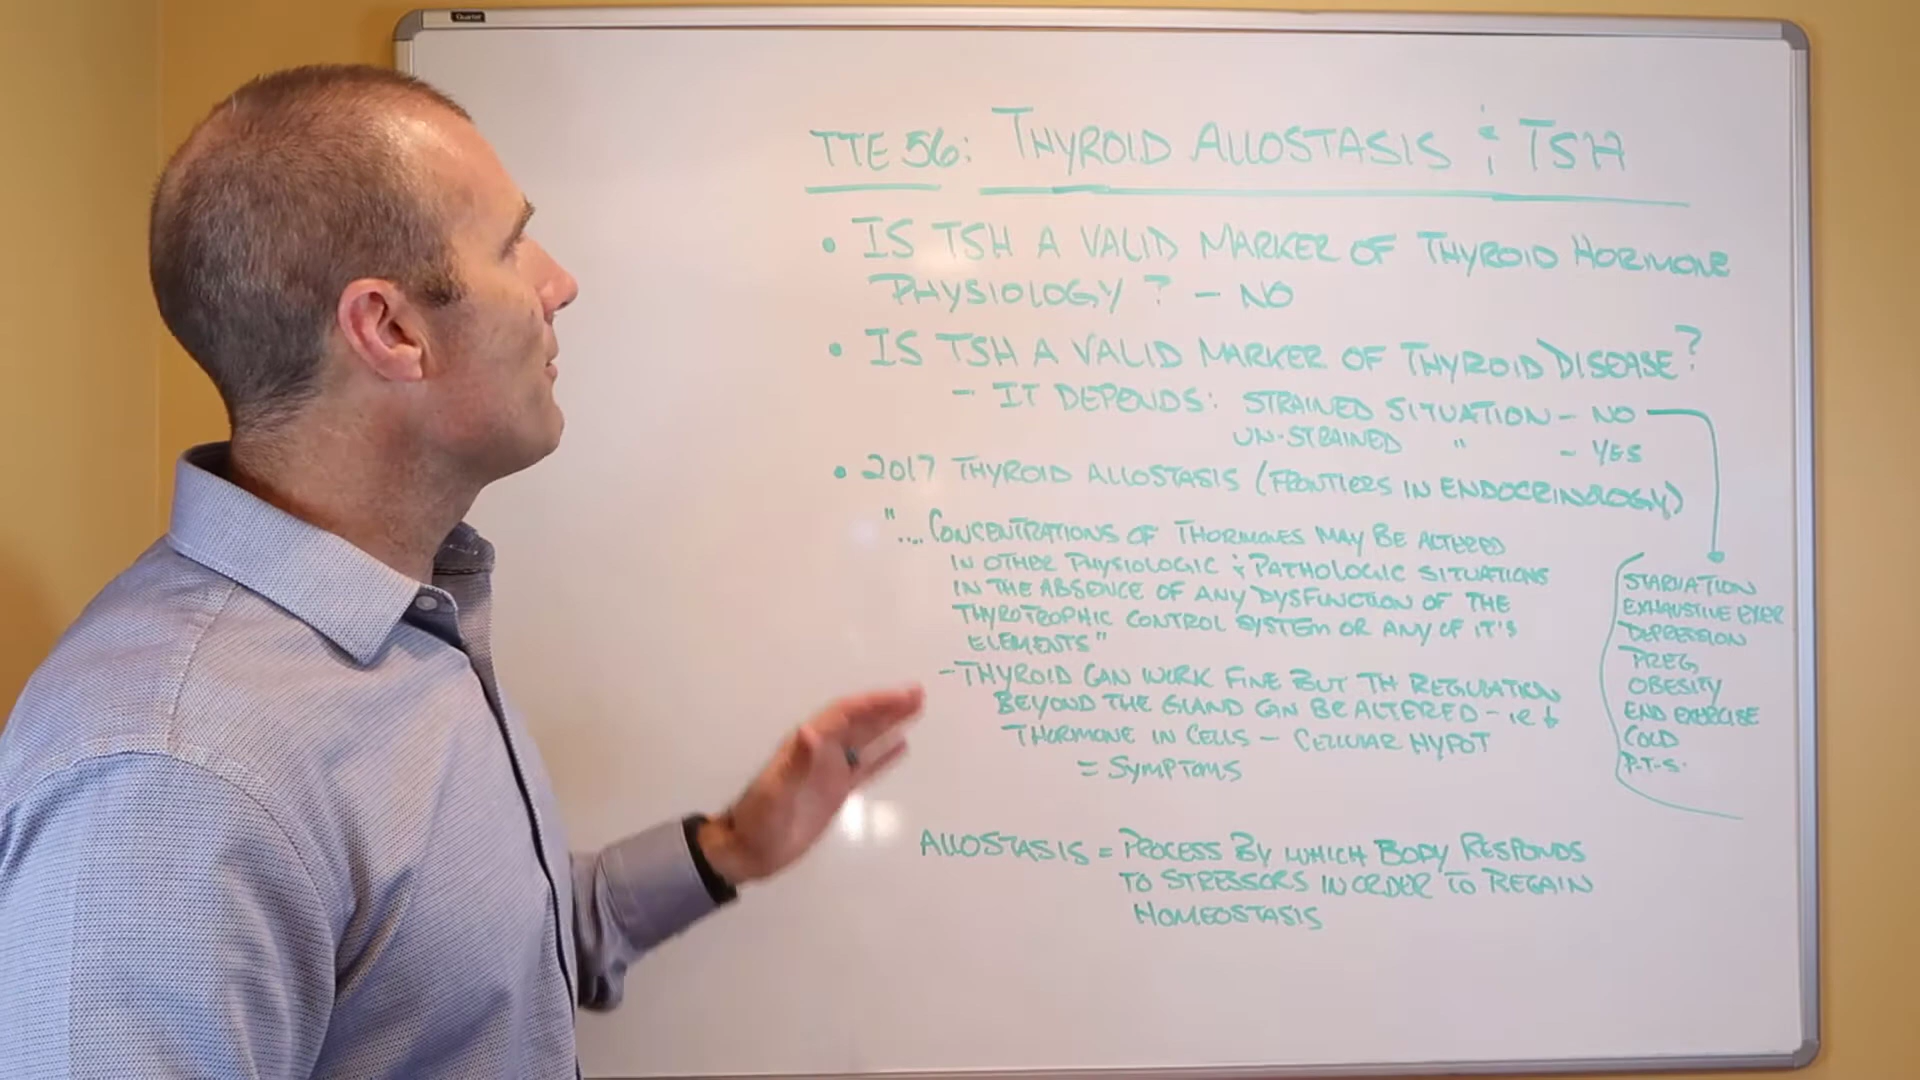 Quartet
TTE 56: THYROID ALLOSTASIS & TSH
• IS TSH A VALID MARKER OF THYROID HORMONE
PHYSIOLOGY? - NO
• IS TSH A VALID MARKER OF THYROID DISEASE?
- IT DEPENDS: STRAINED SITUATION - NO
UN-STRAINED " - YES
• 2017 THYROID ALLOSTASIS (FRONTIERS IN ENDOCRINOLOGY)
"... CONCENTRATIONS OF THORMONES MAY BE ALTERED
IN OTHER PHYSIOLOGIC & PATHOLOGIC SITUATIONS
IN THE ABSENCE OF ANY DYSFUNCTION OF THE
THYROTROPHIC CONTROL SYSTEM OR ANY OF IT'S
ELEMENTS"
- THYROID CAN WORK FINE BUT TH REGULATION
BEYOND THE GLAND CAN BE ALTERED - IE ↓
THORMONE IN CELLS - CELLULAR HYPOT
= SYMPTOMS
STARVATION
EXHAUSTIVE EXER
DEPRESSION
PREG
OBESITY
END EXERCISE
COLD
P.T.S.
ALLOSTASIS = PROCESS BY WHICH BODY RESPONDS
TO STRESSORS IN ORDER TO REGAIN
HOMEOSTASIS